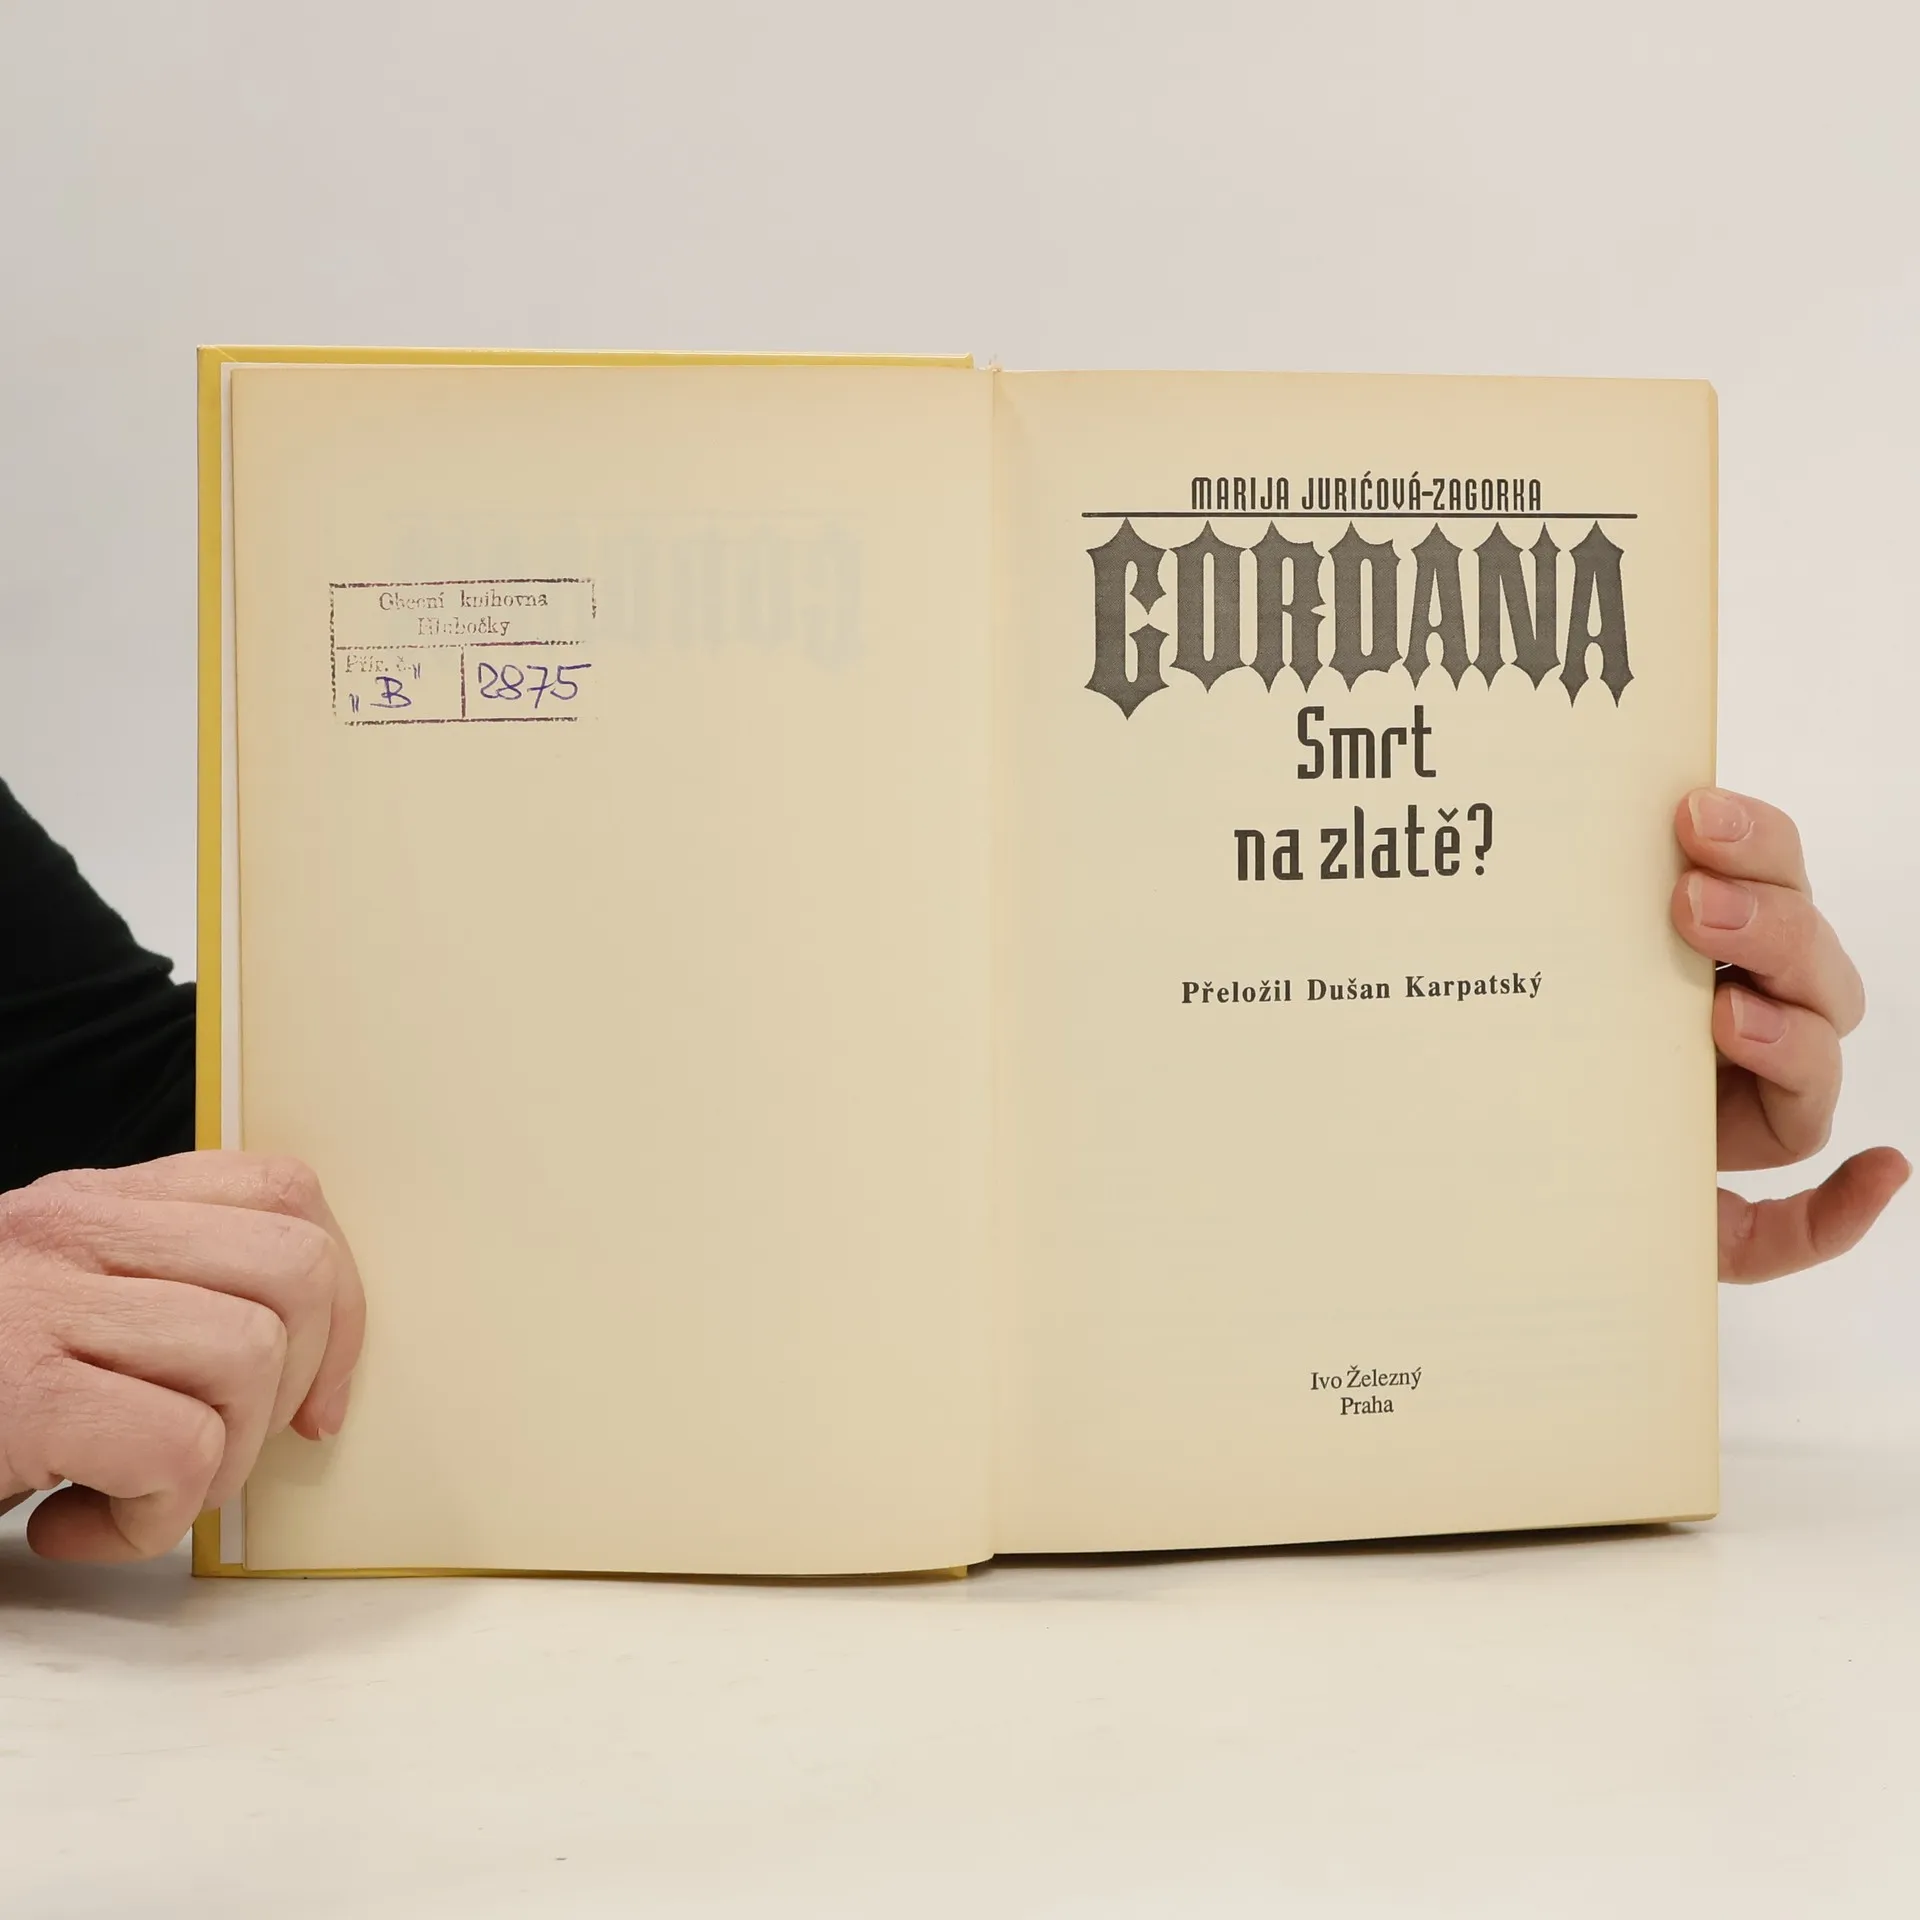 Obecní knihovna
Hlubočky
Přír. č.
"B"
2875
MARIJA JURIĆOVÁ-ZAGORKA
GORDANA
Smrt
na zlatě?
Přeložil Dušan Karpatský
Ivo Železný
Praha